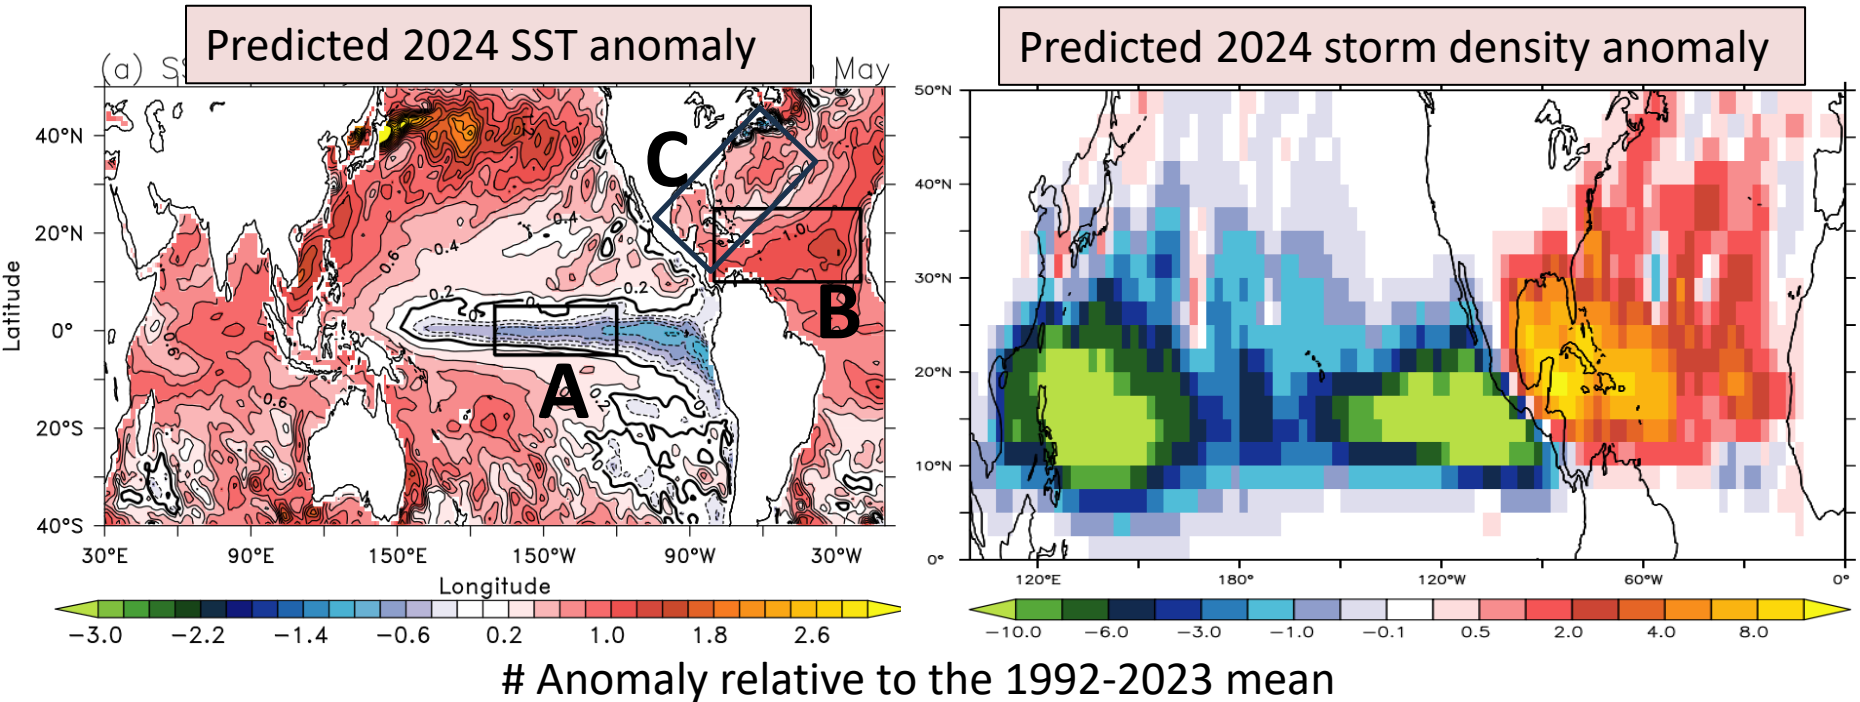 Predicted 2024 SST anomaly
Predicted 2024 storm density anomaly
(a) S
May
40°N
20°N
0°
20°S
40°S
Latitude
30°E 90°E 150°E 150°W 90°W 30°W
Longitude
A
B
C
0.2
0.2
0.4
0.4
0.6
0.6
1.0
−3.0 −2.2 −1.4 −0.6 0.2 1.0 1.8 2.6
50°N
40°N
30°N
20°N
10°N
0°
120°E 180° 120°W 60°W 0°
−10.0 −6.0 −3.0 −1.0 −0.1 0.5 2.0 4.0 8.0
# Anomaly relative to the 1992-2023 mean